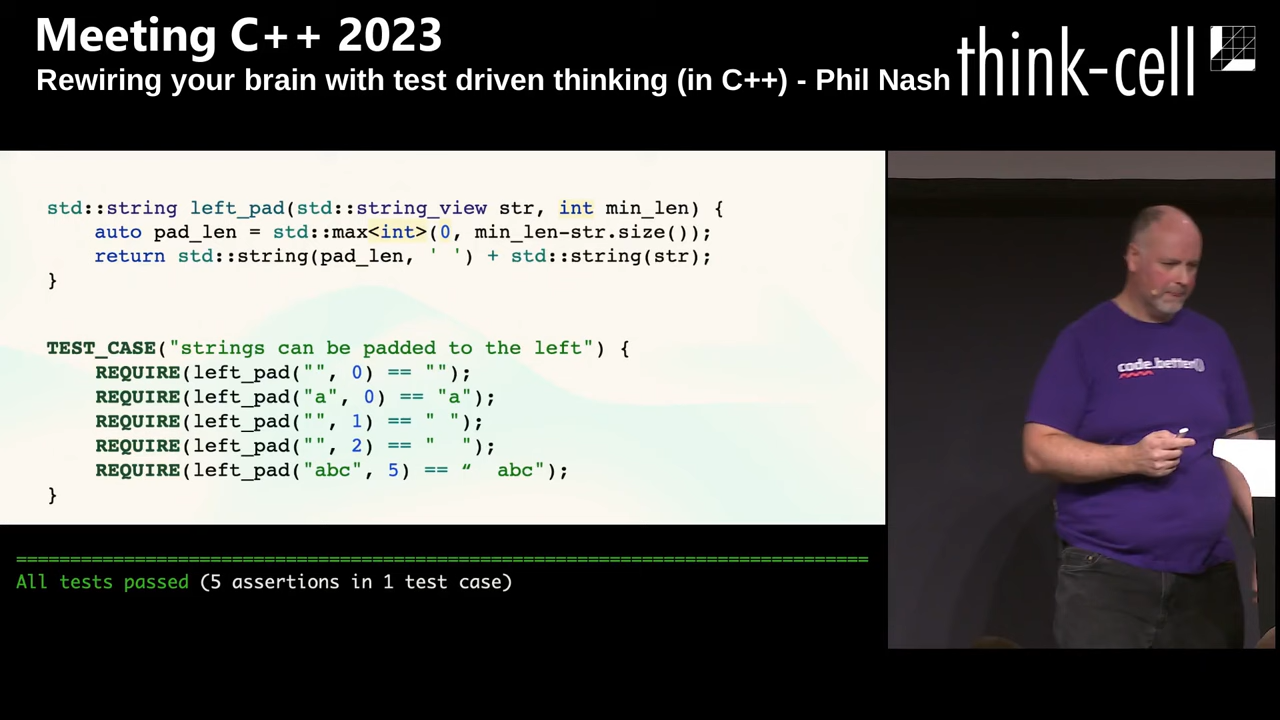 Meeting C++ 2023
Rewiring your brain with test driven thinking (in C++) - Phil Nash
think-cell
std::string left_pad(std::string_view str, int min_len) {
    auto pad_len = std::max<int>(0, min_len-str.size());
    return std::string(pad_len, ' ') + std::string(str);
}
TEST_CASE("strings can be padded to the left") {
    REQUIRE(left_pad("", 0) == "");
    REQUIRE(left_pad("a", 0) == "a");
    REQUIRE(left_pad("", 1) == " ");
    REQUIRE(left_pad("", 2) == "  ");
    REQUIRE(left_pad("abc", 5) == “  abc");
}
code.better()
===============================================================================
All tests passed (5 assertions in 1 test case)